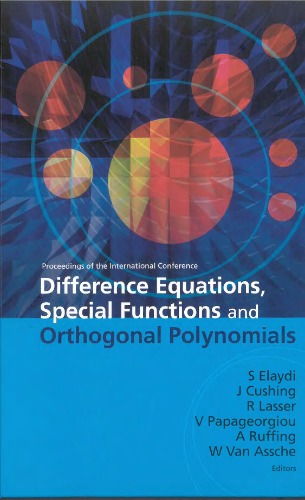 Proceedings of the International Conference
Difference Equations,
Special Functions and
Orthogonal Polynomials
S Elaydi
J Cushing
R Lasser
V Papageorgiou
A Ruffing
W Van Assche
Editors